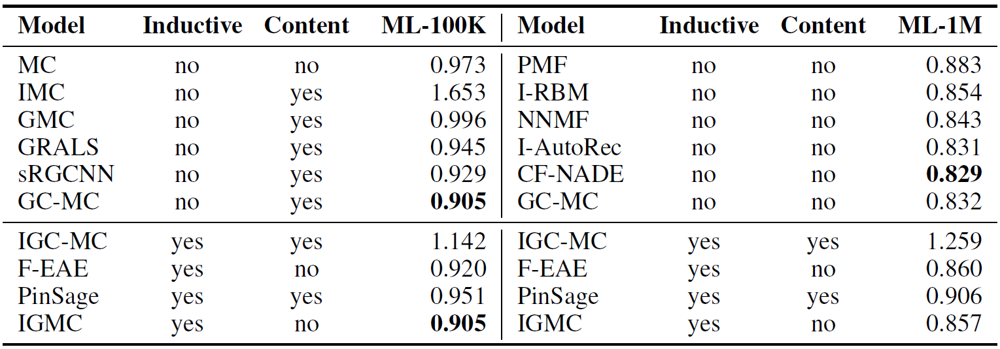 Model Inductive Content ML-100K Model Inductive Content ML-1M
MC no no 0.973 PMF no no 0.883
IMC no yes 1.653 I-RBM no no 0.854
GMC no yes 0.996 NNMF no no 0.843
GRALS no yes 0.945 I-AutoRec no no 0.831
sRGCNN no yes 0.929 CF-NADE no no 0.829
GC-MC no yes 0.905 GC-MC no no 0.832
IGC-MC yes yes 1.142 IGC-MC yes yes 1.259
F-EAE yes no 0.920 F-EAE yes no 0.860
PinSage yes yes 0.951 PinSage yes yes 0.906
IGMC yes no 0.905 IGMC yes no 0.857